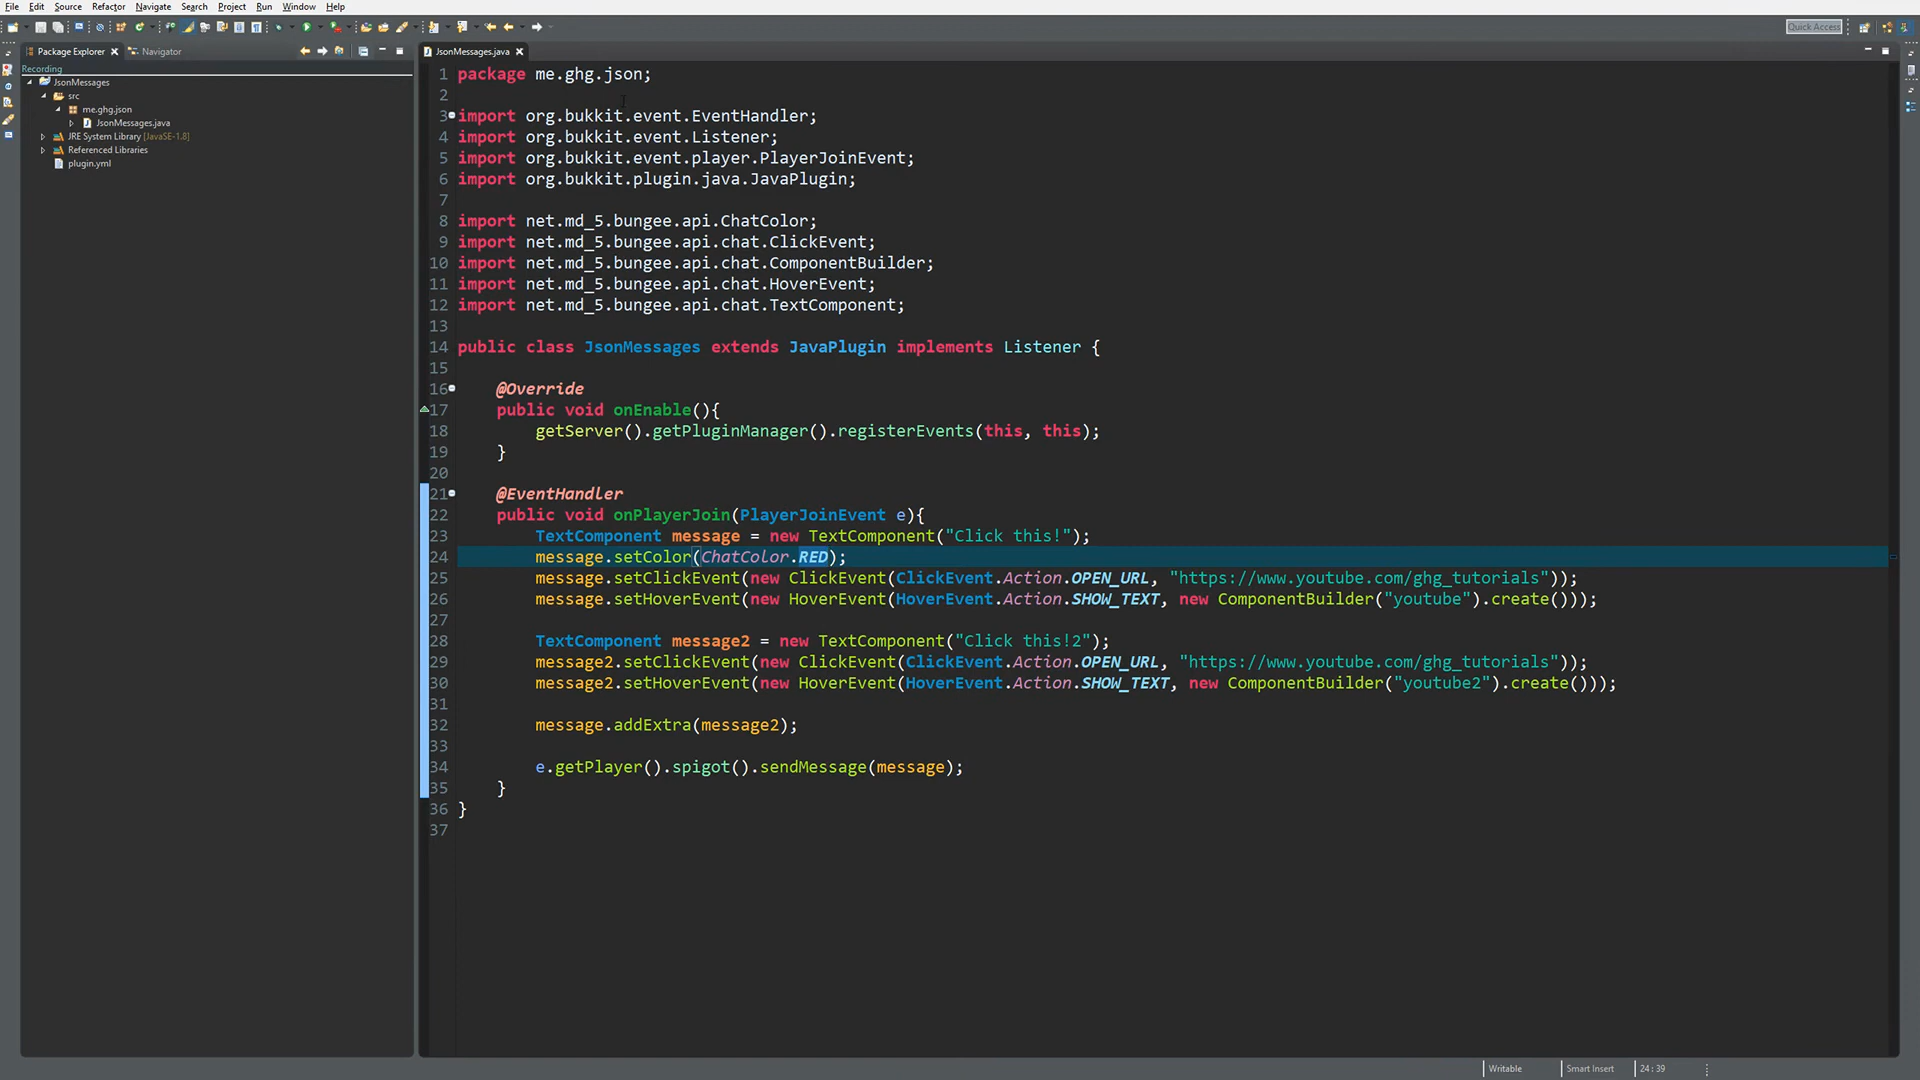 File Edit Source Refactor Navigate Search Project Run Window Help
Quick Access
Package Explorer Navigator
JsonMessages.java
Recording
JsonMessages
src
me.ghg.json
JsonMessages.java
JRE System Library [JavaSE-1.8]
Referenced Libraries
plugin.yml
1 package me.ghg.json;
2
3 import org.bukkit.event.EventHandler;
4 import org.bukkit.event.Listener;
5 import org.bukkit.event.player.PlayerJoinEvent;
6 import org.bukkit.plugin.java.JavaPlugin;
7
8 import net.md_5.bungee.api.ChatColor;
9 import net.md_5.bungee.api.chat.ClickEvent;
10 import net.md_5.bungee.api.chat.ComponentBuilder;
11 import net.md_5.bungee.api.chat.HoverEvent;
12 import net.md_5.bungee.api.chat.TextComponent;
13
14 public class JsonMessages extends JavaPlugin implements Listener {
15
16 @Override
17 public void onEnable(){
18 getServer().getPluginManager().registerEvents(this, this);
19 }
20
21 @EventHandler
22 public void onPlayerJoin(PlayerJoinEvent e){
23 TextComponent message = new TextComponent("Click this!");
24 message.setColor(ChatColor.RED);
25 message.setClickEvent(new ClickEvent(ClickEvent.Action.OPEN_URL, "https://www.youtube.com/ghg_tutorials"));
26 message.setHoverEvent(new HoverEvent(HoverEvent.Action.SHOW_TEXT, new ComponentBuilder("youtube").create()));
27
28 TextComponent message2 = new TextComponent("Click this!2");
29 message2.setClickEvent(new ClickEvent(ClickEvent.Action.OPEN_URL, "https://www.youtube.com/ghg_tutorials"));
30 message2.setHoverEvent(new HoverEvent(HoverEvent.Action.SHOW_TEXT, new ComponentBuilder("youtube2").create()));
31
32 message.addExtra(message2);
33
34 e.getPlayer().spigot().sendMessage(message);
35 }
36 }
37
Writable Smart Insert 24:39